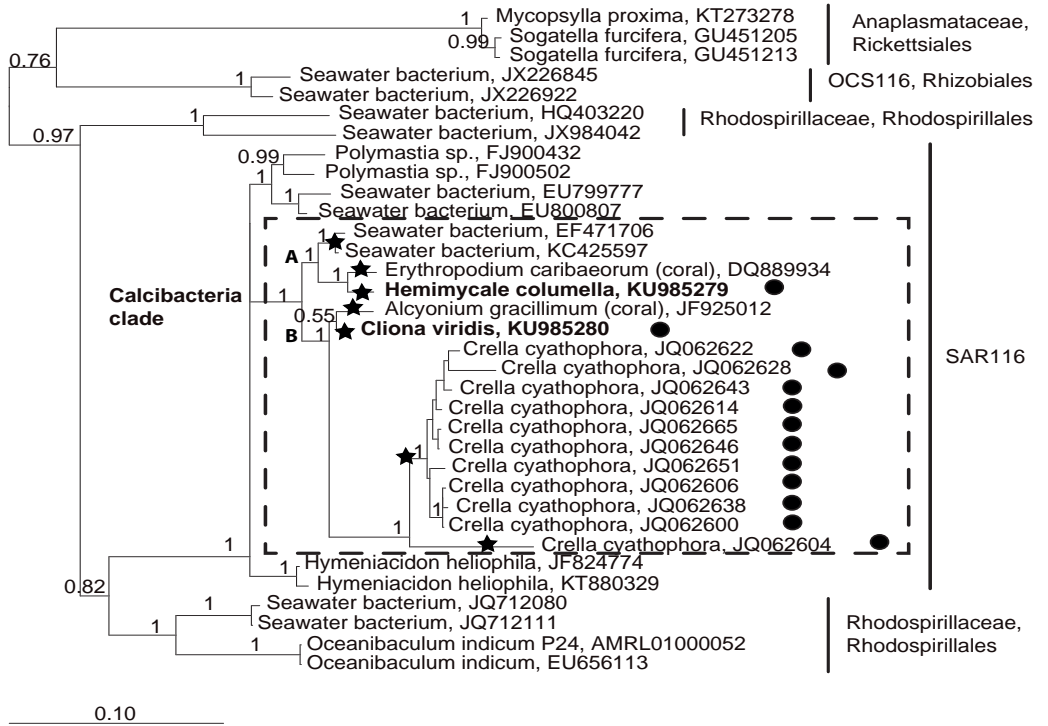 1
Mycopsylla proxima, KT273278
0.99
Sogatella furcifera, GU451205
Sogatella furcifera, GU451213
Anaplasmataceae,
Rickettsiales
0.76
1
Seawater bacterium, JX226845
Seawater bacterium, JX226922
OCS116, Rhizobiales
0.97
1
Seawater bacterium, HQ403220
Seawater bacterium, JX984042
Rhodospirillaceae, Rhodospirillales
0.99
Polymastia sp., FJ900432
Polymastia sp., FJ900502
1
1
Seawater bacterium, EU799777
Seawater bacterium, EU800807
1
Seawater bacterium, EF471706
Seawater bacterium, KC425597
A
1
Erythropodium caribaeorum (coral), DQ889934
1
Hemimycale columella, KU985279
Calcibacteria
clade
1
0.55
Alcyonium gracillimum (coral), JF925012
B
1
Cliona viridis, KU985280
Crella cyathophora, JQ062622
SAR116
Crella cyathophora, JQ062628
Crella cyathophora, JQ062643
Crella cyathophora, JQ062614
Crella cyathophora, JQ062665
1
Crella cyathophora, JQ062646
Crella cyathophora, JQ062651
Crella cyathophora, JQ062606
1
Crella cyathophora, JQ062638
Crella cyathophora, JQ062600
1
Crella cyathophora, JQ062604
1
Hymeniacidon heliophila, JF824774
1
Hymeniacidon heliophila, KT880329
0.82
1
Seawater bacterium, JQ712080
Seawater bacterium, JQ712111
1
1
Oceanibaculum indicum P24, AMRL01000052
Oceanibaculum indicum, EU656113
Rhodospirillaceae,
Rhodospirillales
0.10